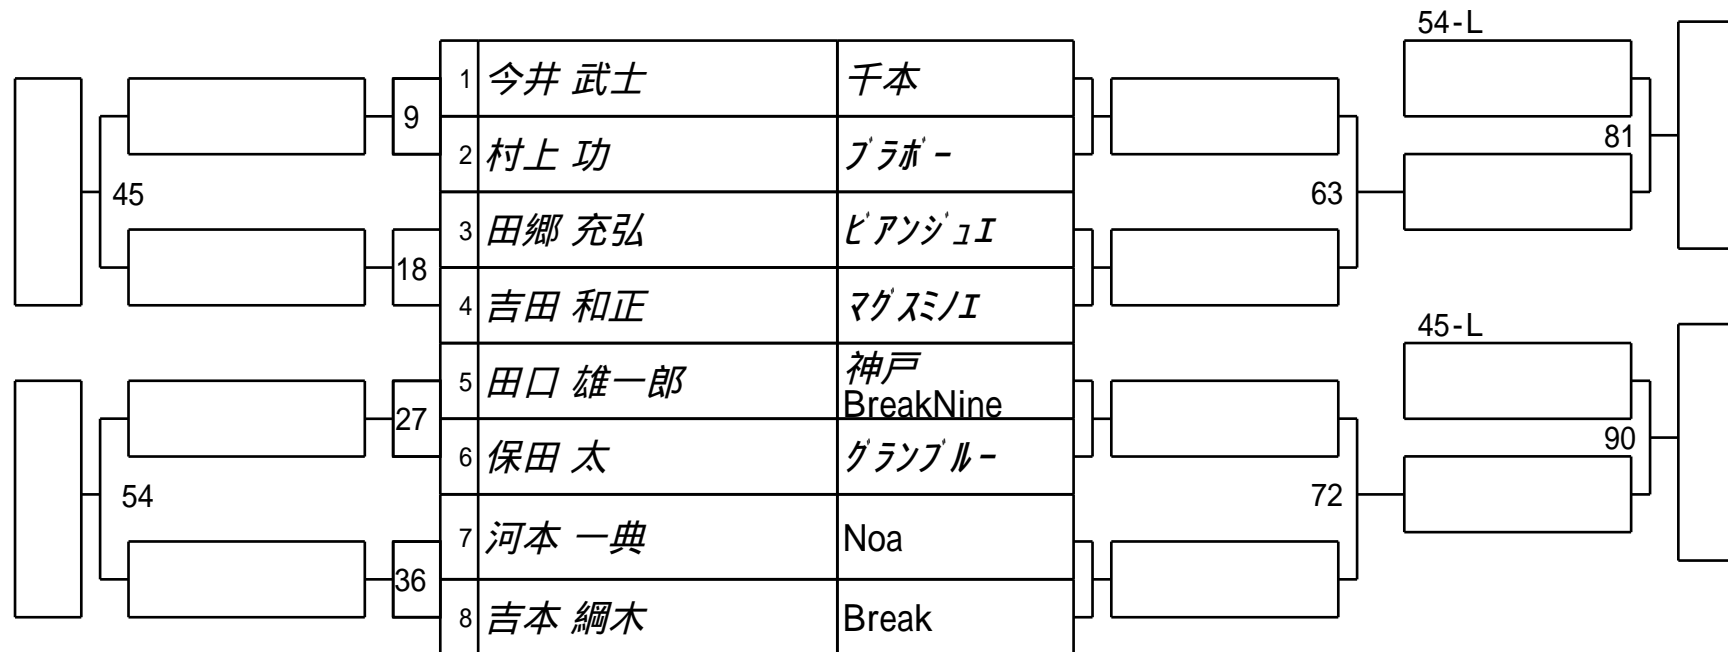 54-L
1 今井 武士 千本
9
2 村上 功 ﾌﾞﾗﾎﾞｰ
81
45
63
3 田郷 充弘 ﾋﾞｱﾝｼﾞｭｴ
18
4 吉田 和正 ﾏｸﾞｽﾐﾉｴ
45-L
5 田口 雄一郎 神戸
BreakNine
27
6 保田 太 ｸﾞﾗﾝﾌﾞﾙｰ
90
54
72
7 河本 一典 Noa
36
8 吉本 綱木 Break